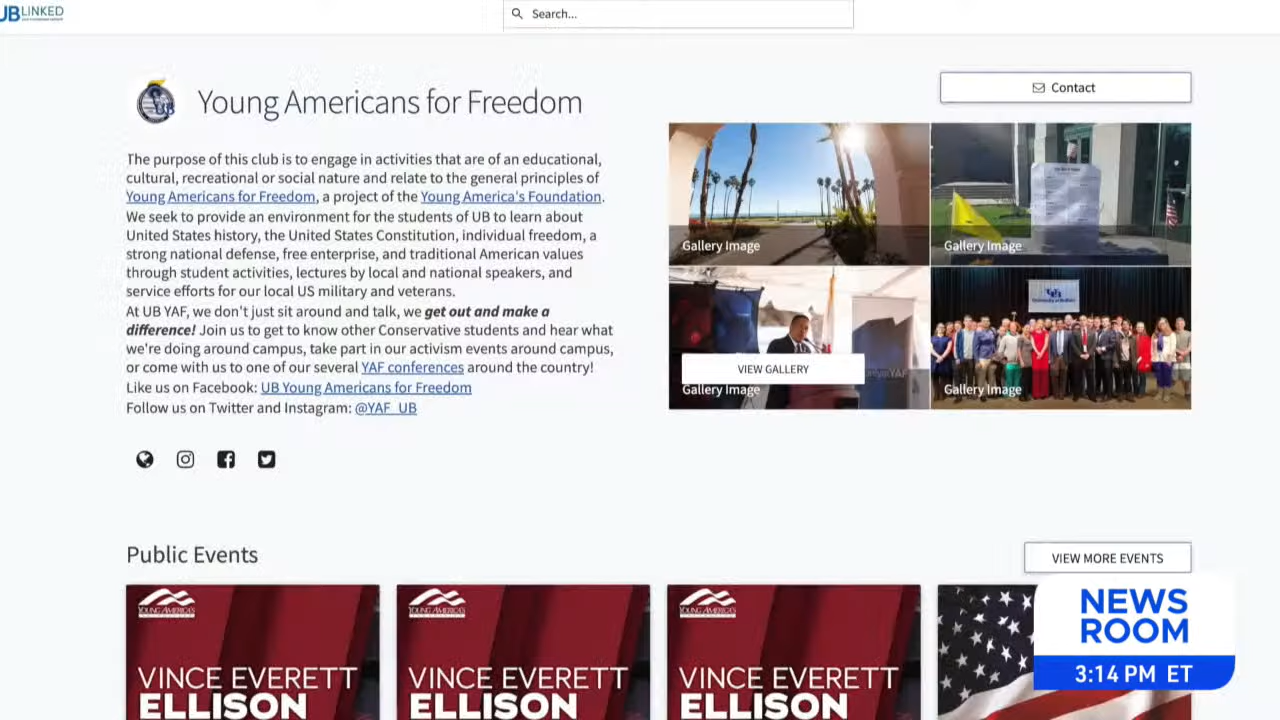 UBLINKED
Search...
Young Americans for Freedom
Contact
The purpose of this club is to engage in activities that are of an educational,
cultural, recreational or social nature and relate to the general principles of
Young Americans for Freedom, a project of the Young America's Foundation.
We seek to provide an environment for the students of UB to learn about
United States history, the United States Constitution, individual freedom, a
strong national defense, free enterprise, and traditional American values
through student activities, lectures by local and national speakers, and
service efforts for our local US military and veterans.
At UB YAF, we don't just sit around and talk, we get out and make a
difference! Join us to get to know other Conservative students and hear what
we're doing around campus, take part in our activism events around campus,
or come with us to one of our several YAF conferences around the country!
Like us on Facebook: UB Young Americans for Freedom
Follow us on Twitter and Instagram: @YAF_UB
Gallery Image
Gallery Image
VIEW GALLERY
Gallery Image
Gallery Image
Public Events
VIEW MORE EVENTS
YOUNG AMERICA'S
VINCE EVERETT
ELLISON
YOUNG AMERICA'S
VINCE EVERETT
ELLISON
YOUNG AMERICA'S
VINCE EVERETT
ELLISON
NEWS
ROOM
3:14 PM ET